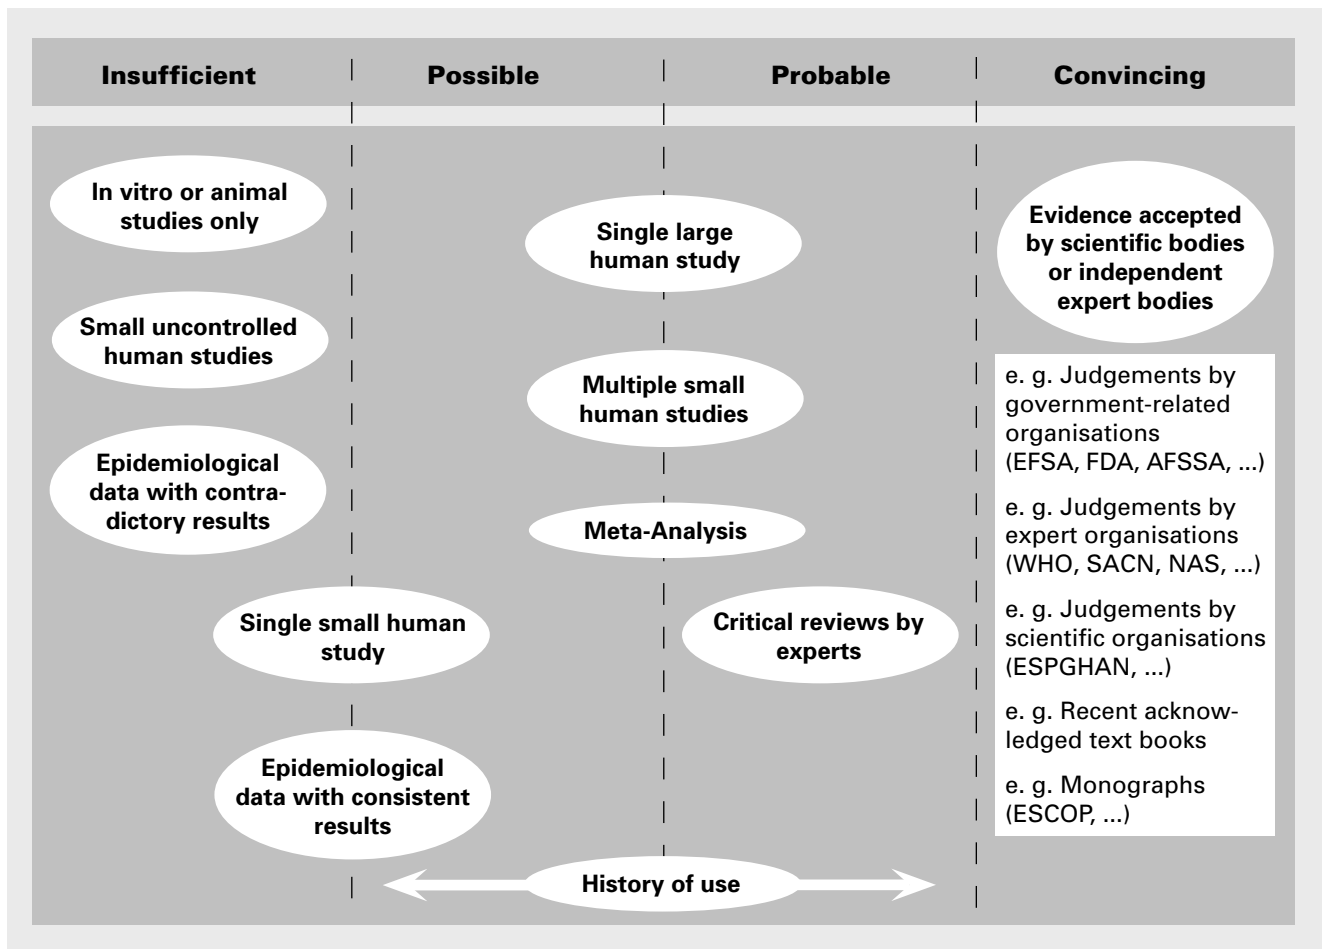 Insufficient
Possible
Probable
Convincing
In vitro or animal
studies only
Small uncontrolled
human studies
Epidemiological
data with contra-
dictory results
Single small human
study
Epidemiological
data with consistent
results
Single large
human study
Multiple small
human studies
Meta-Analysis
Critical reviews by
experts
History of use
Evidence accepted
by scientific bodies
or independent
expert bodies
e. g. Judgements by
government-related
organisations
(EFSA, FDA, AFSSA, ...)
e. g. Judgements by
expert organisations
(WHO, SACN, NAS, ...)
e. g. Judgements by
scientific organisations
(ESPGHAN, ...)
e. g. Recent acknow-
ledged text books
e. g. Monographs
(ESCOP, ...)